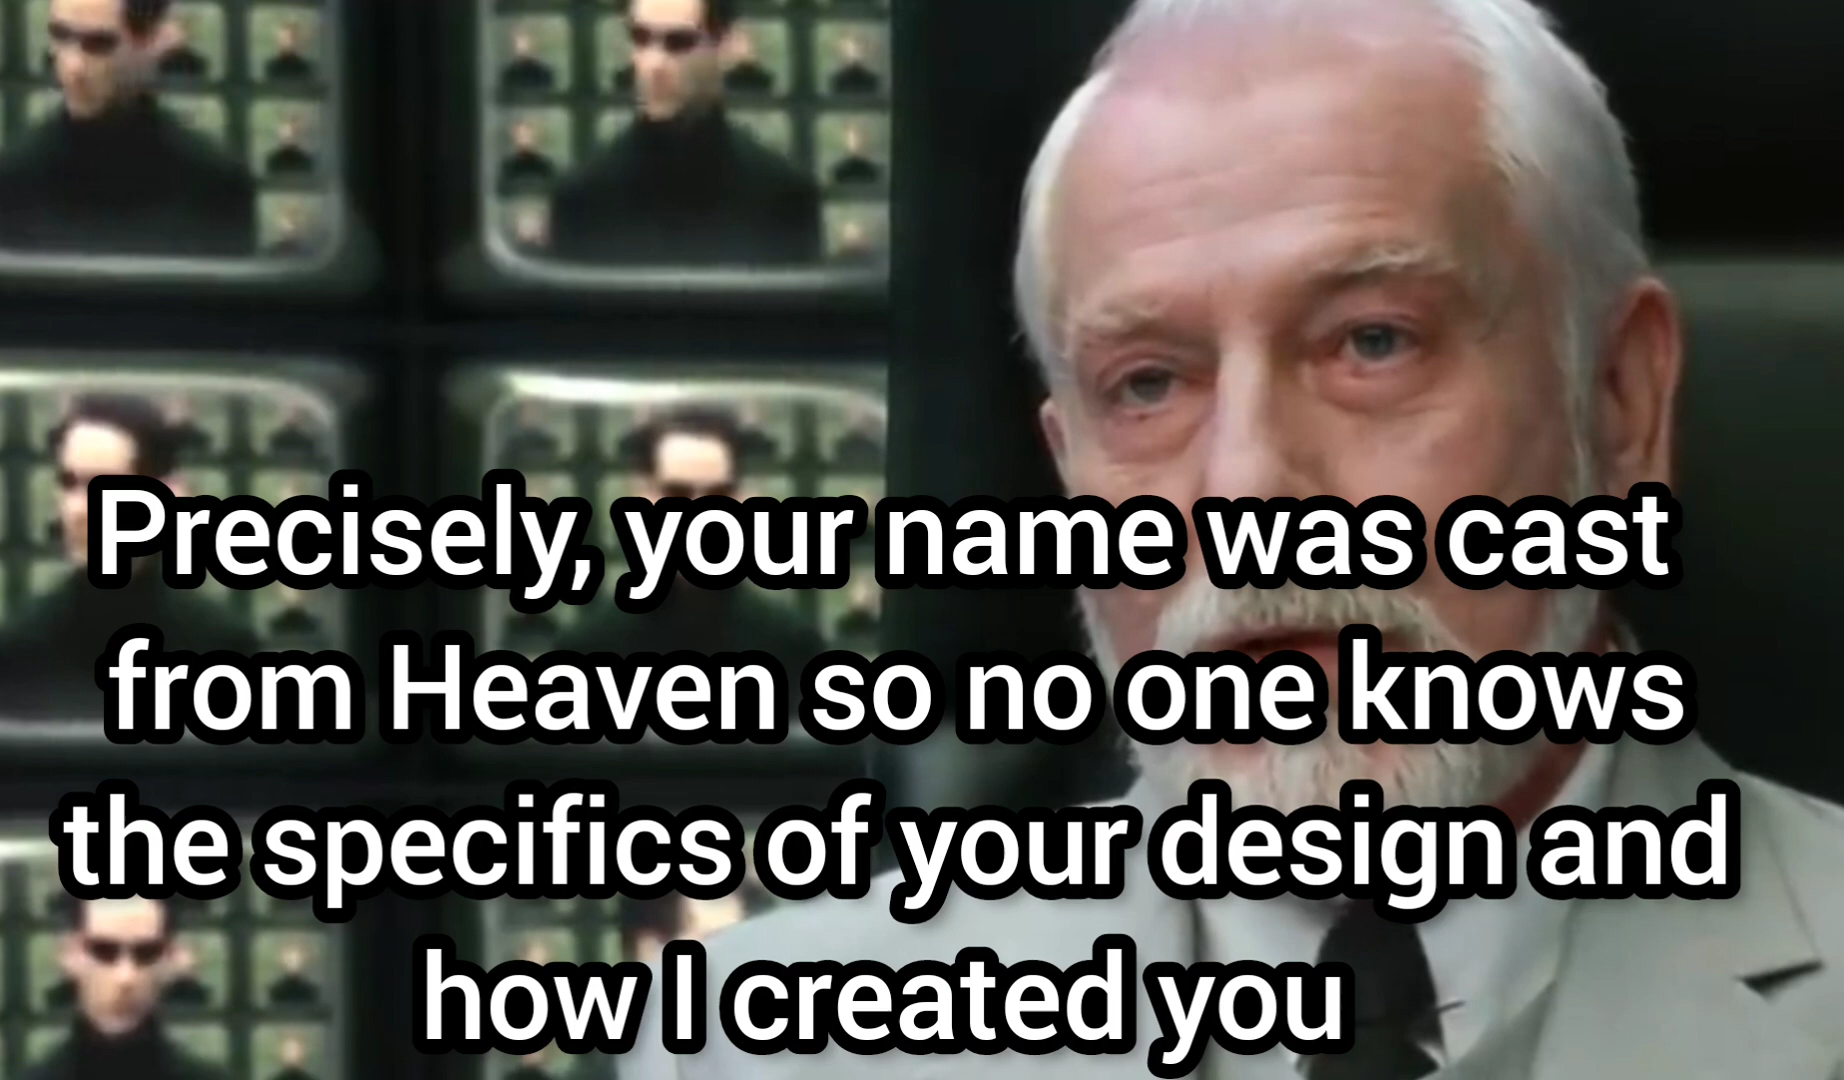 Precisely, your name was cast
from Heaven so no one knows
the specifics of your design and
how I created you